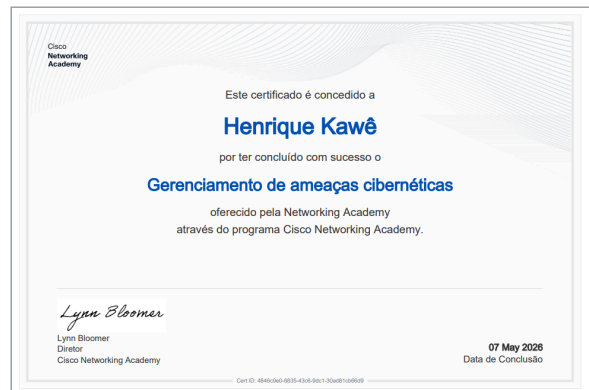 Cisco
Networking
Academy
Este certificado é concedido a
Henrique Kawê
por ter concluído com sucesso o
Gerenciamento de ameaças cibernéticas
oferecido pela Networking Academy
através do programa Cisco Networking Academy.
Lynn Bloomer
Lynn Bloomer
Diretor
Cisco Networking Academy
07 May 2026
Data de Conclusão
Cert ID: